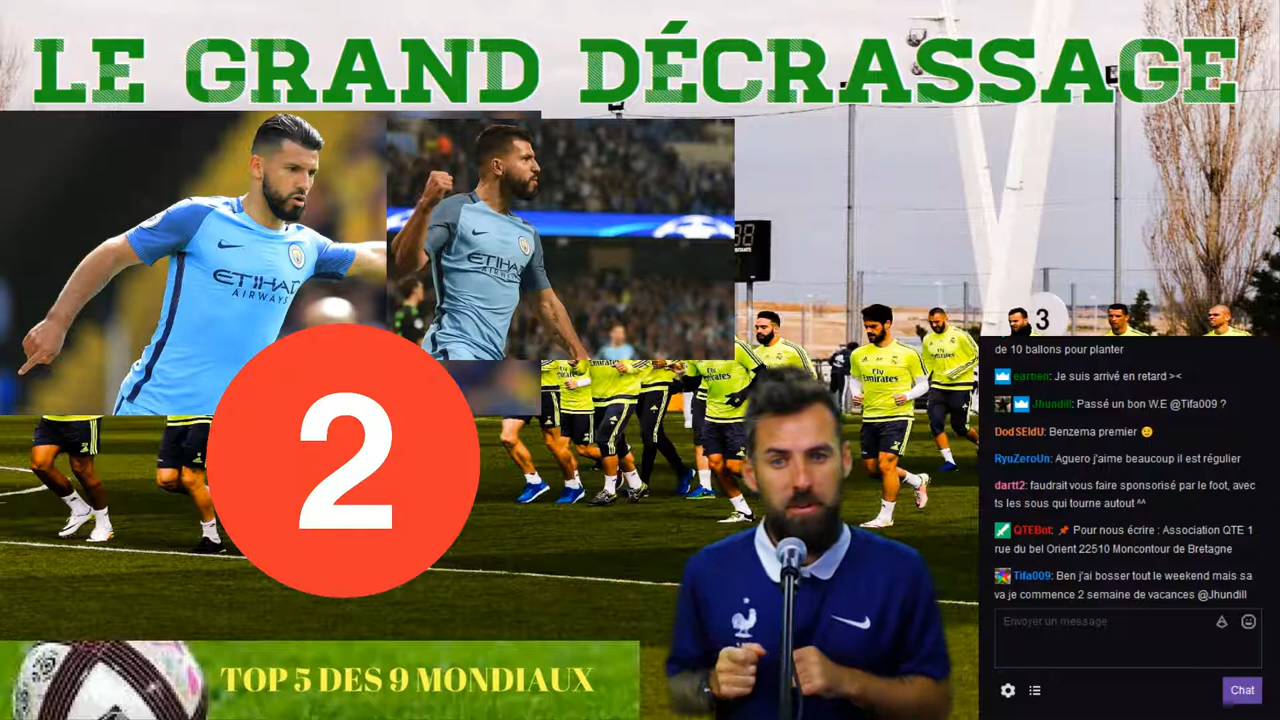 LE GRAND DÉCRASSAGE
ETIHAD
AIRWAYS
ETIHAD
AIRWAYS
3
Fly
Emirates
2
TOP 5 DES 9 MONDIAUX
de 10 ballons pour planter
eartien: Je suis arrivé en retard ><
Jhundill: Passé un bon W.E @Tifa009 ?
DodSEldU: Benzema premier
RyuZeroUn: Aguero j'aime beaucoup il est régulier
dartt2: faudrait vous faire sponsorisé par le foot, avec
ts les sous qui tourne autout ^^
QTEBot: 📌 Pour nous écrire : Association QTE 1
rue du bel Orient 22510 Moncontour de Bretagne
Tifa009: Ben j'ai bosser tout le weekend mais sa
va je commence 2 semaine de vacances @Jhundill
Envoyer un message
Chat